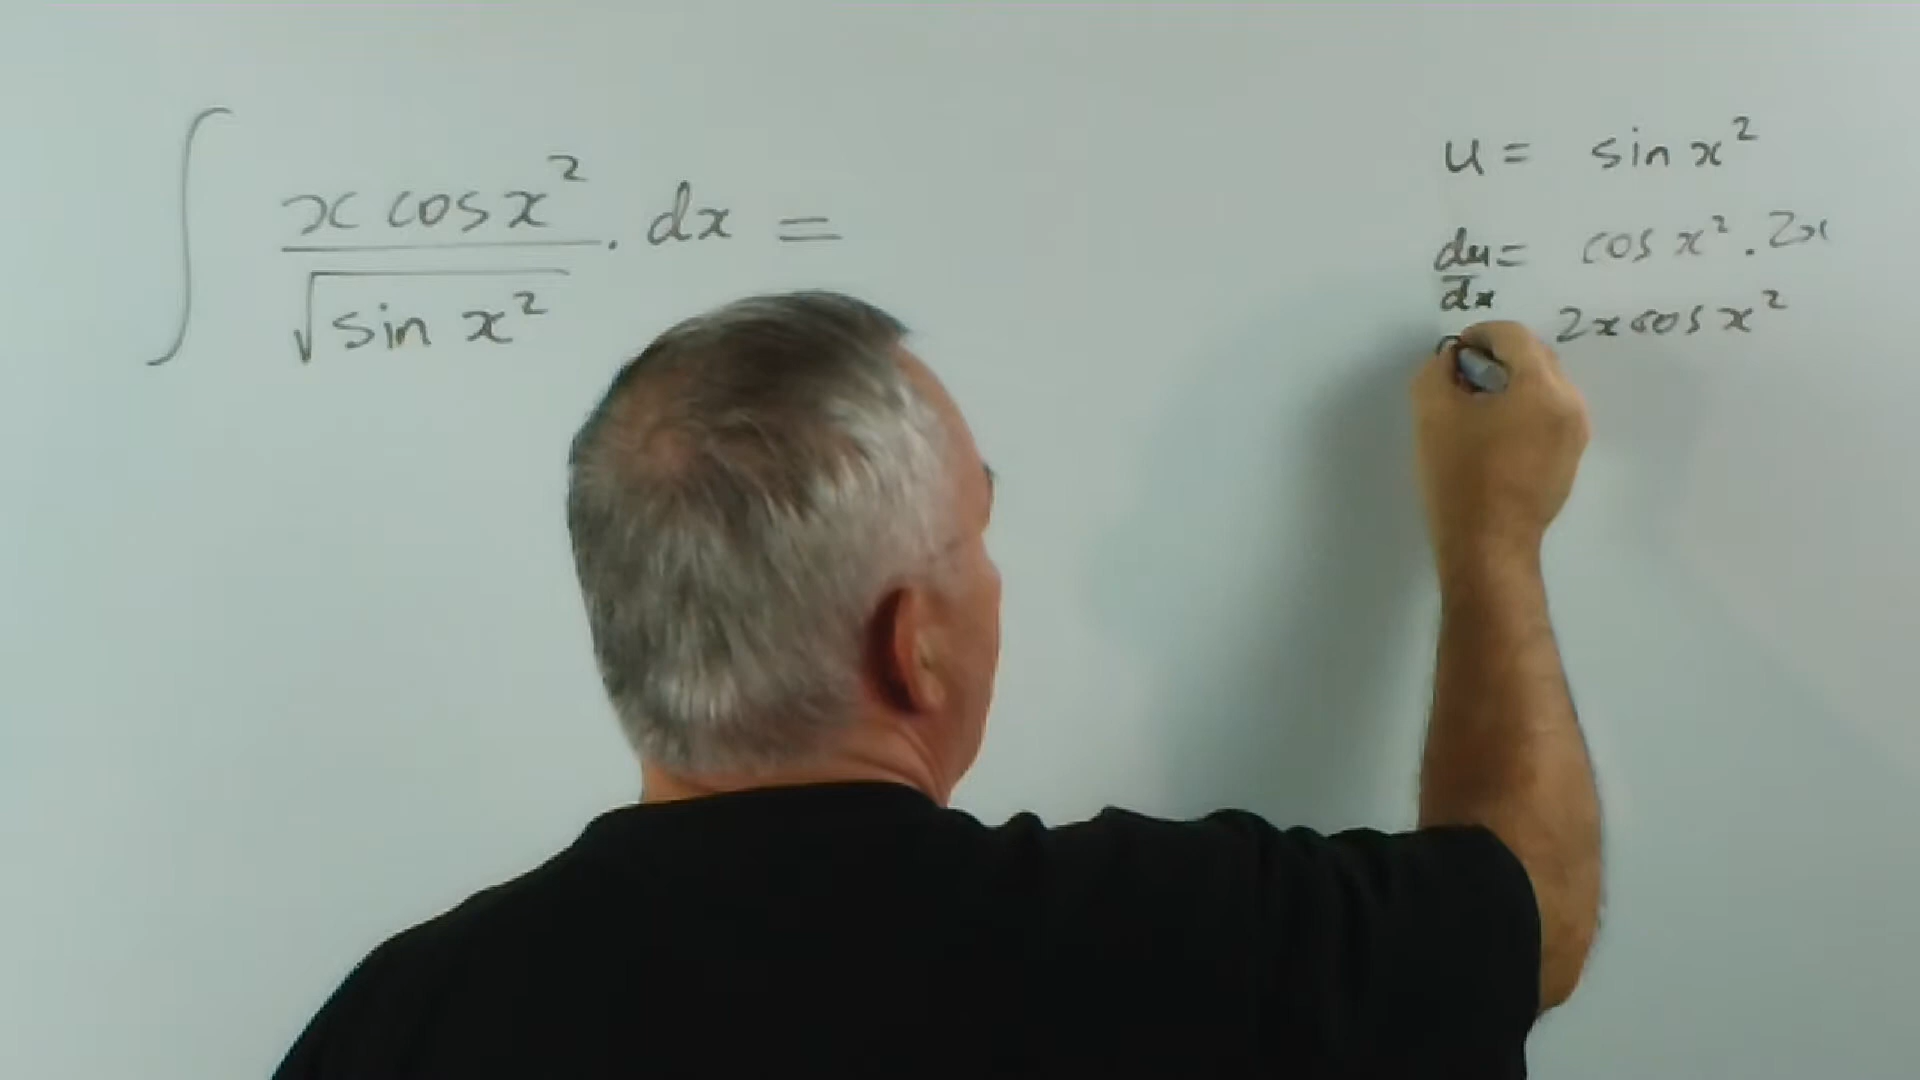 ∫ x cos x² / √sin x² . dx =
u = sin x²
du/dx = cos x² . 2x
2x cos x²